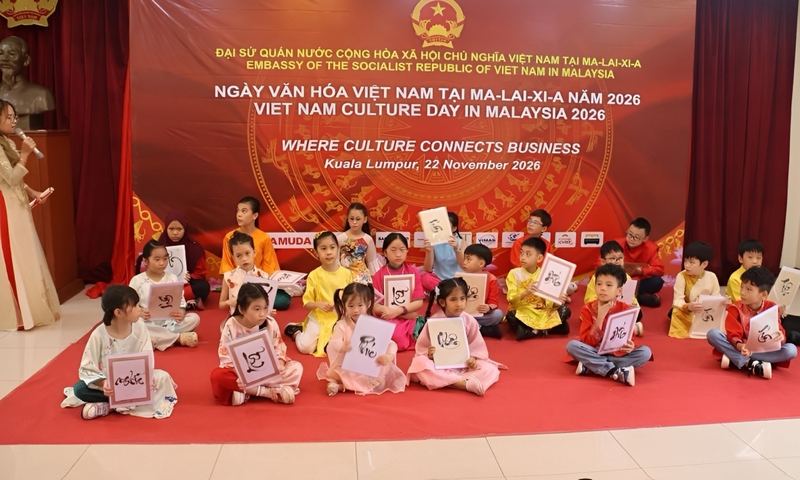 ĐẠI SỨ QUÁN NƯỚC CỘNG HÒA XÃ HỘI CHỦ NGHĨA VIỆT NAM TẠI MA-LAI-XI-A
EMBASSY OF THE SOCIALIST REPUBLIC OF VIET NAM IN MALAYSIA
NGÀY VĂN HÓA VIỆT NAM TẠI MA-LAI-XI-A NĂM 2026
VIET NAM CULTURE DAY IN MALAYSIA 2026
WHERE CULTURE CONNECTS BUSINESS
Kuala Lumpur, 22 November 2026
GAMUDA
VIMAS